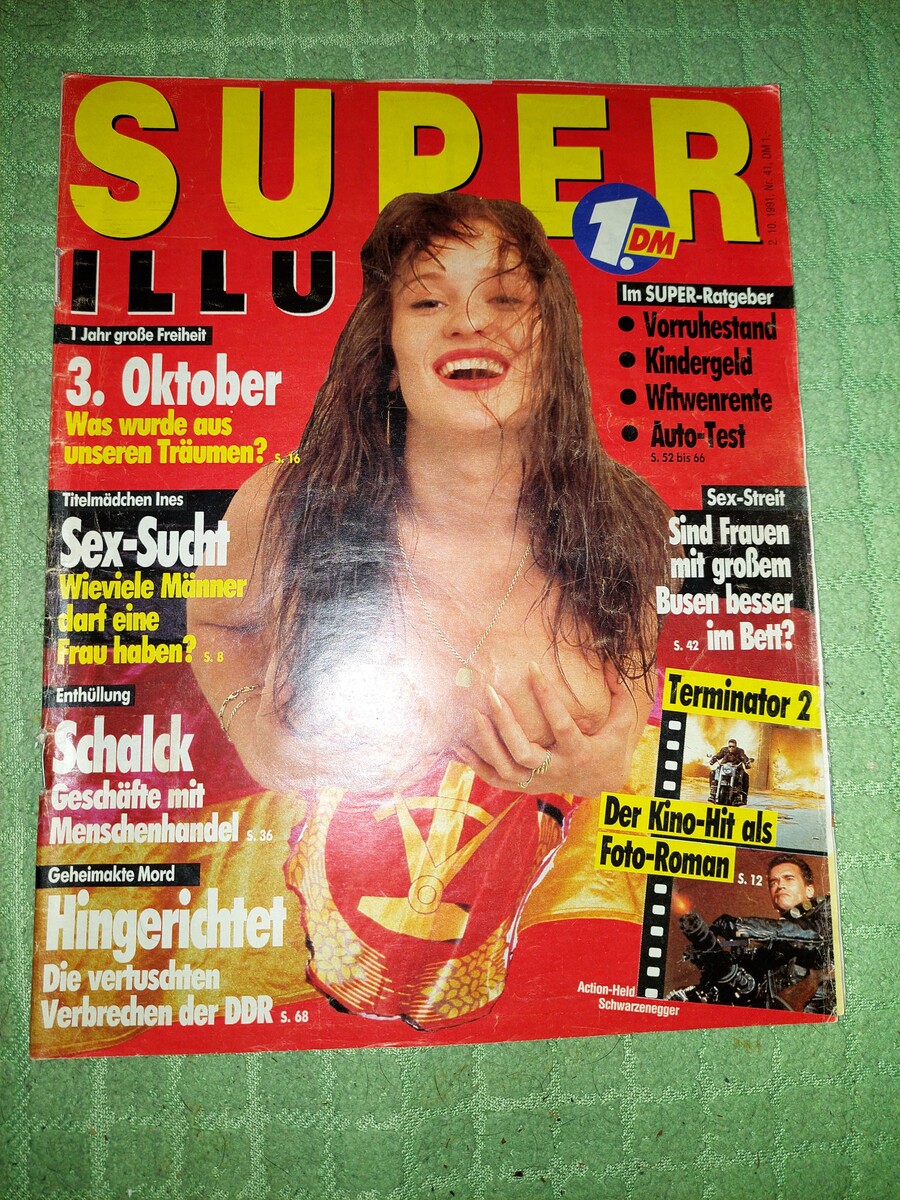 SUPER
ILLU
2. 10. 1991, Nr. 41, DM 1,-
1. DM
1 Jahr große Freiheit
3. Oktober
Was wurde aus
unseren Träumen? S. 16
Im SUPER-Ratgeber
● Vorruhestand
● Kindergeld
● Witwenrente
● Auto-Test
S. 52 bis 66
Titelmädchen Ines
Sex-Sucht
Wieviele Männer
darf eine
Frau haben? S. 8
Sex-Streit
Sind Frauen
mit großem
Busen besser
S. 42 im Bett?
Enthüllung
Schalck
Geschäfte mit
Menschenhandel S. 36
Terminator 2
Der Kino-Hit als
Foto-Roman S. 12
Geheimakte Mord
Hingerichtet
Die vertuschten
Verbrechen der DDR S. 68
Action-Held
Schwarzenegger